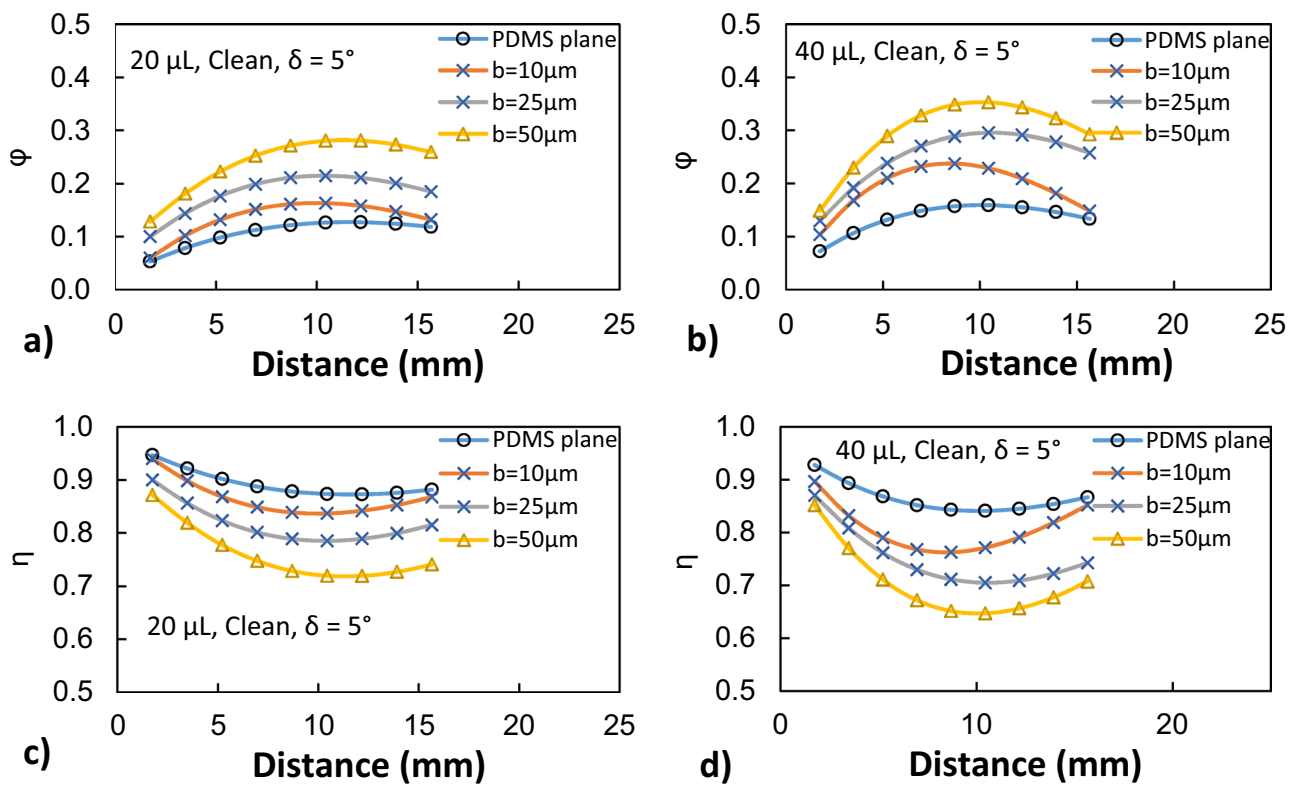 0.5
0.4
0.3
0.2
0.1
0.0
φ
20 µL, Clean, δ = 5°
PDMS plane
b=10µm
b=25µm
b=50µm
0
5
10
15
20
25
a)
Distance (mm)
0.5
0.4
0.3
0.2
0.1
0.0
φ
40 µL, Clean, δ = 5°
PDMS plane
b=10µm
b=25µm
b=50µm
0
5
10
15
20
25
b)
Distance (mm)
1.0
0.9
0.8
0.7
0.6
0.5
η
PDMS plane
b=10µm
b=25µm
b=50µm
20 µL, Clean, δ = 5°
0
5
10
15
20
25
c)
Distance (mm)
1.0
0.9
0.8
0.7
0.6
0.5
η
40 µL, Clean, δ = 5°
PDMS plane
b=10µm
b=25µm
b=50µm
0
10
20
d)
Distance (mm)